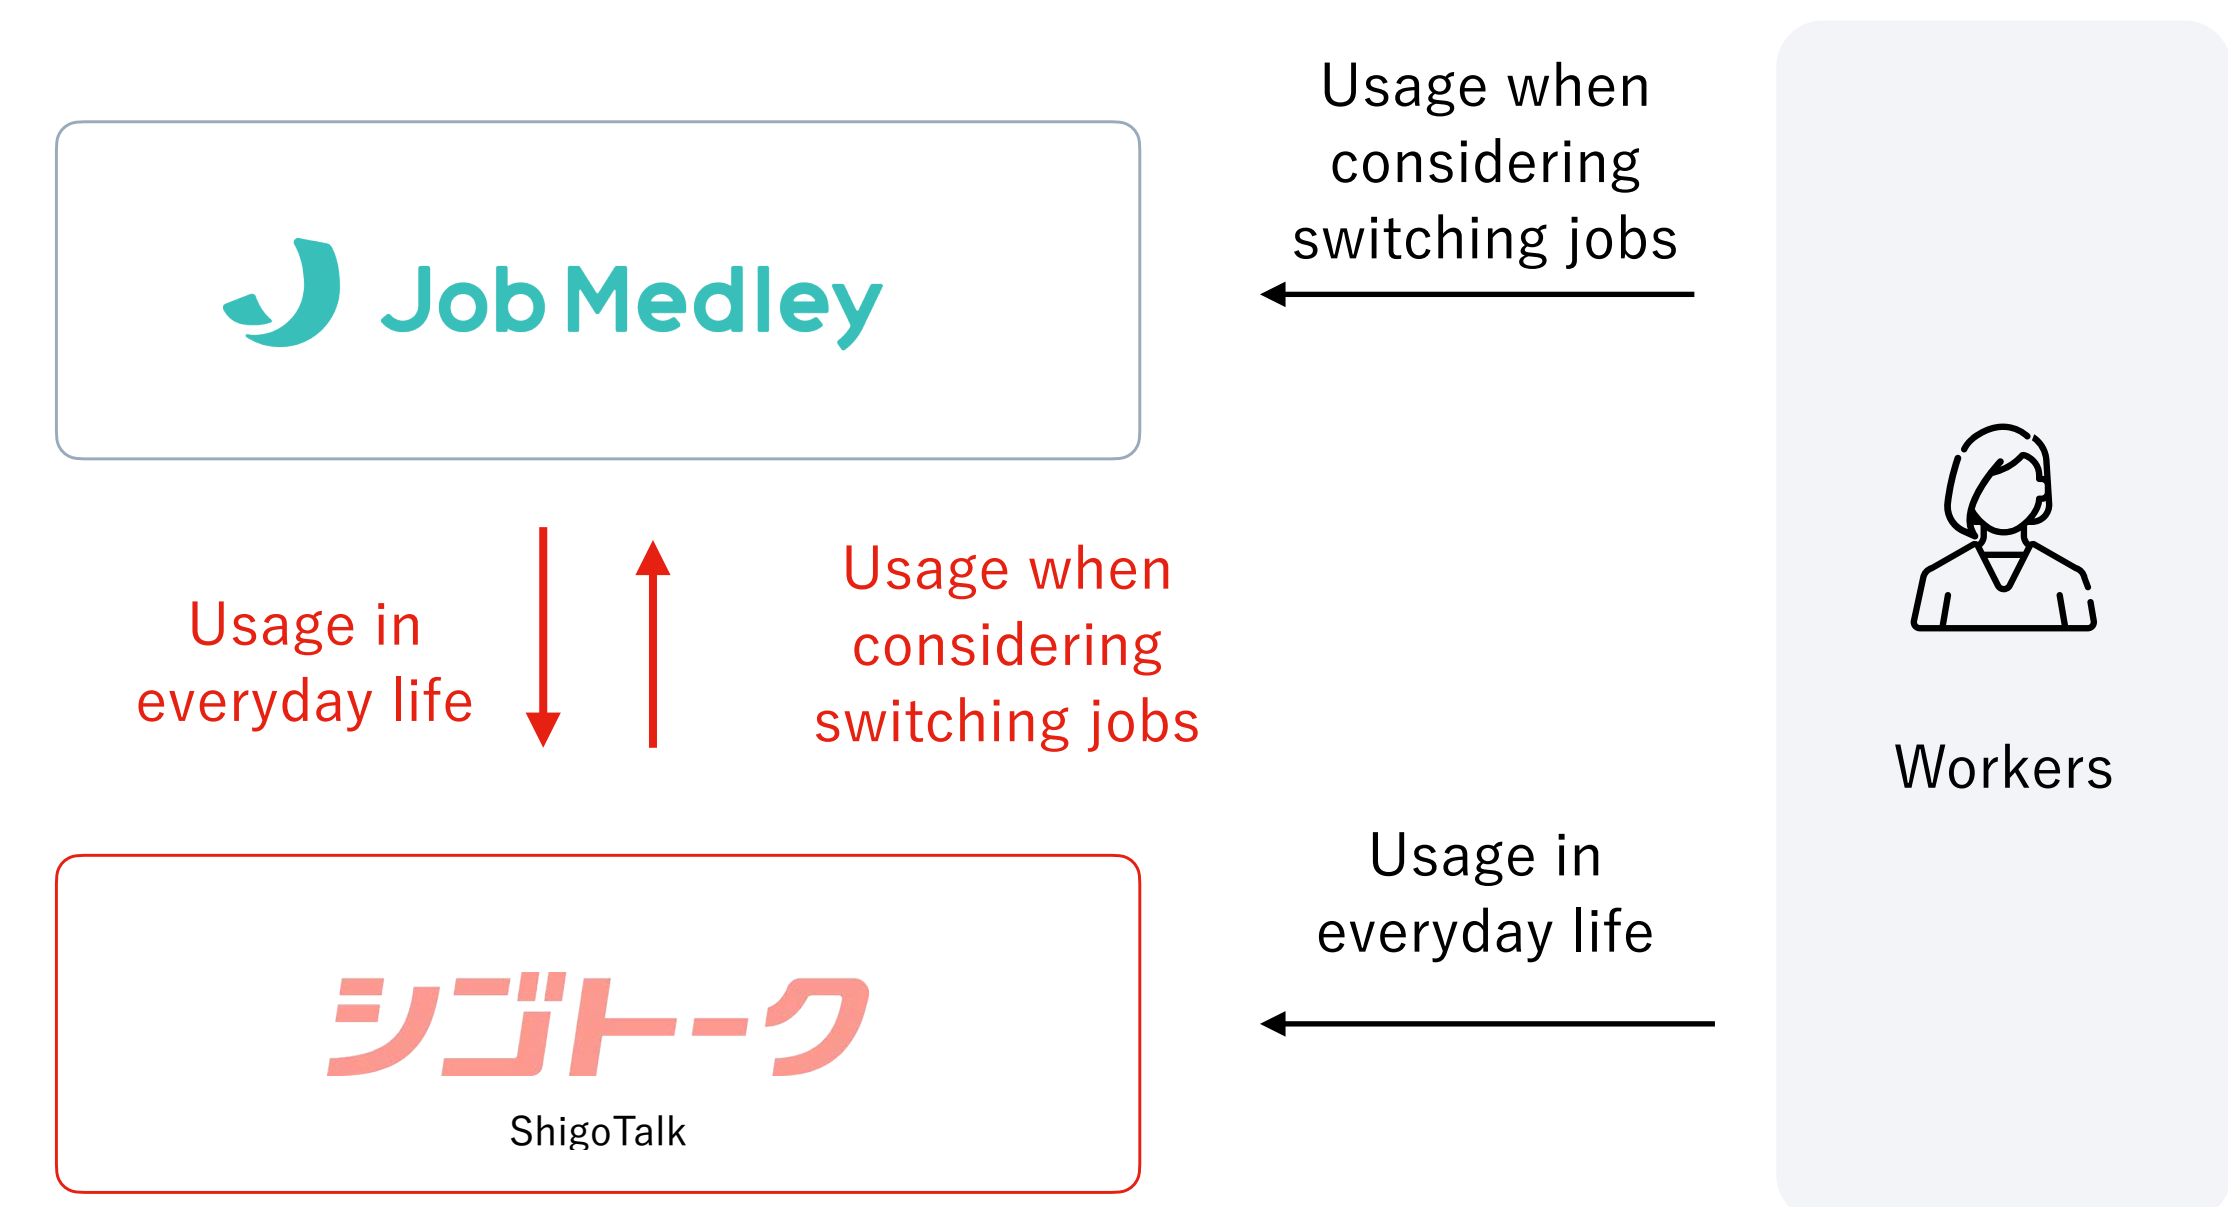 Usage when
considering
switching jobs
Job Medley
Usage in
everyday life
Usage when
considering
switching jobs
Workers
Usage in
everyday life
シゴトーク
ShigoTalk